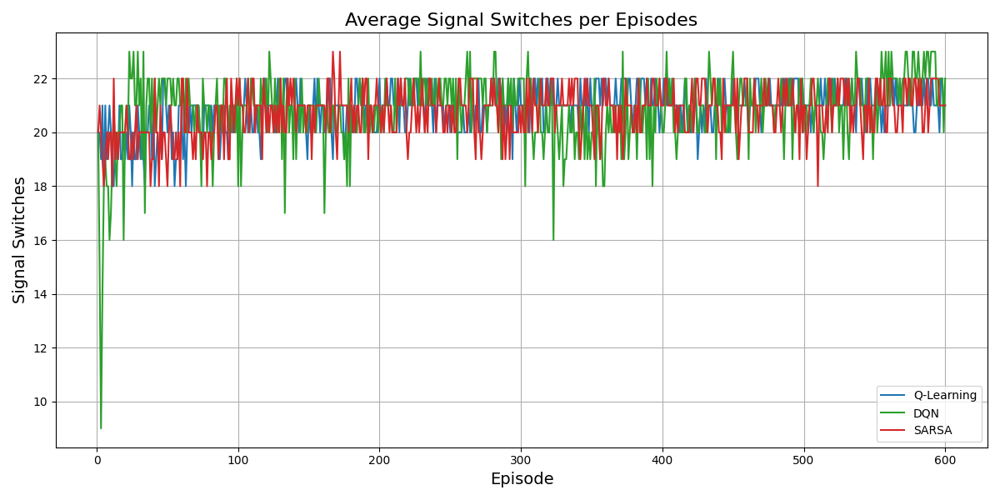 Average Signal Switches per Episodes
Signal Switches
22
20
18
16
14
12
10
0 100 200 300 400 500 600
Episode
Q-Learning
DQN
SARSA